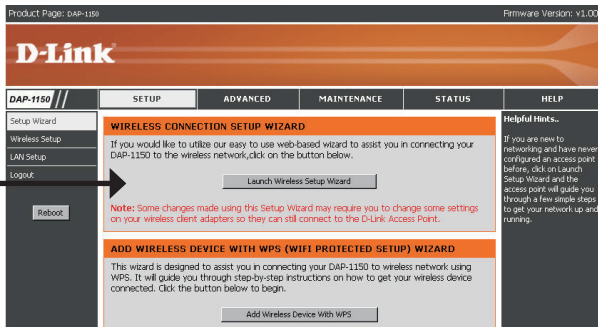 Product Page: DAP-1150
Firmware Version: v1.00
D-Link
DAP-1150
SETUP
ADVANCED
MAINTENANCE
STATUS
HELP
Setup Wizard
Wireless Setup
LAN Setup
Logout
Reboot
WIRELESS CONNECTION SETUP WIZARD
If you would like to utilize our easy to use web-based wizard to assist you in connecting your
DAP-1150 to the wireless network,click on the button below.
Launch Wireless Setup Wizard
Note: Some changes made using this Setup Wizard may require you to change some settings
on your wireless client adapters so they can still connect to the D-Link Access Point.
ADD WIRELESS DEVICE WITH WPS (WIFI PROTECTED SETUP) WIZARD
This wizard is designed to assist you in connecting your DAP-1150 to wireless network using
WPS. It will guide you through step-by-step instructions on how to get your wireless device
connected. Click the button below to begin.
Add Wireless Device With WPS
Helpful Hints..
If you are new to
networking and have never
configured an access point
before, click on Launch
Setup Wizard and the
access point will guide you
through a few simple steps
to get your network up and
running.